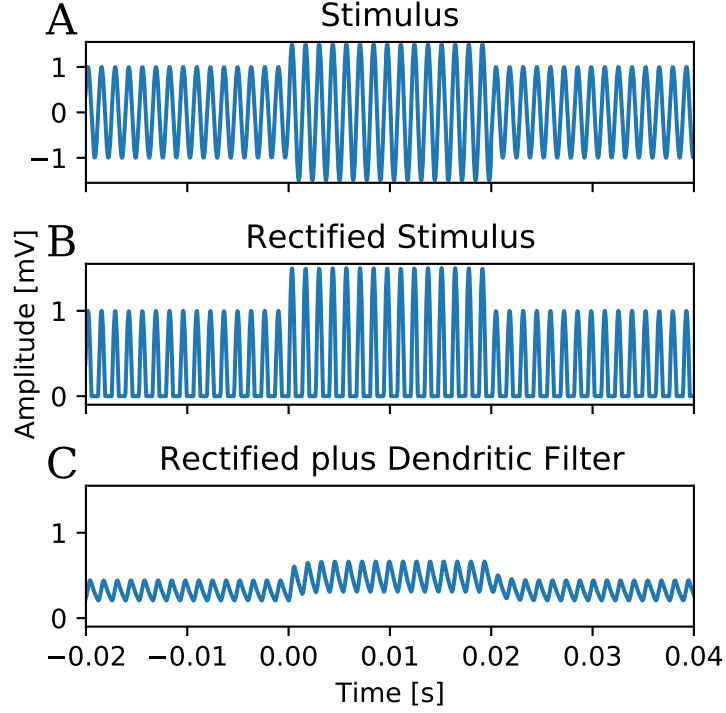 A
Stimulus
1
0
−1
B
Rectified Stimulus
1
0
Amplitude [mV]
C
Rectified plus Dendritic Filter
1
0
−0.02 −0.01 0.00 0.01 0.02 0.03 0.04
Time [s]